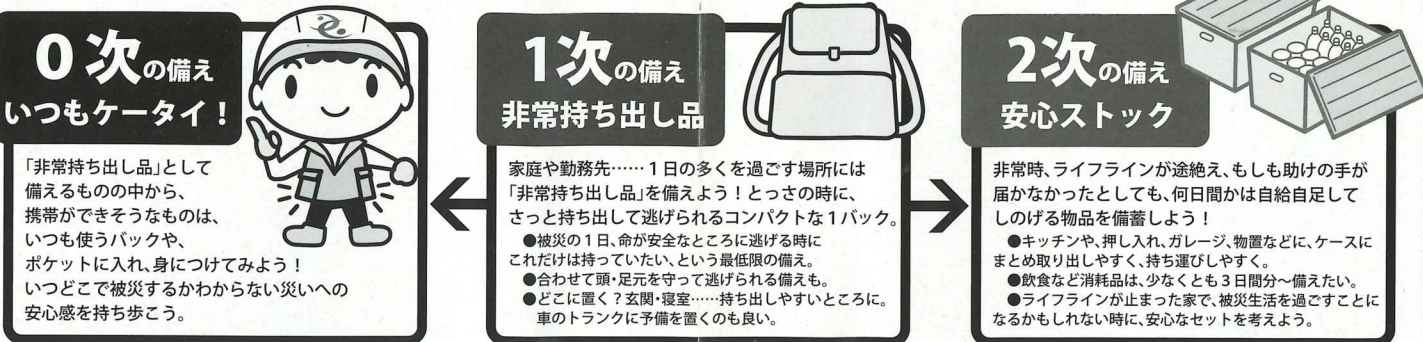 0次の備え
いつもケータイ！
「非常持ち出し品」として
備えるものの中から、
携帯ができそうなものは、
いつも使うバックや、
ポケットに入れ、身につけてみよう！
いつどこで被災するかわからない災いへの
安心感を持ち歩こう。
1次の備え
非常持ち出し品
家庭や勤務先……1日の多くを過ごす場所には
「非常持ち出し品」を備えよう！とっさの時に、
さっと持ち出して逃げられるコンパクトな1バック。
●被災の1日、命が安全なところに逃げる時に
これだけは持っていたい、という最低限の備え。
●合わせて頭・足元を守って逃げられる備えも。
●どこに置く？玄関・寝室……持ち出しやすいところに。
車のトランクに予備を置くのも良い。
2次の備え
安心ストック
非常時、ライフラインが途絶え、もしも助けの手が
届かなかったとしても、何日間かは自給自足して
しのげる物品を備蓄しよう！
●キッチンや、押し入れ、ガレージ、物置などに、ケースに
まとめ取り出しやすく、持ち運びしやすく。
●飲食など消耗品は、少なくとも3日間分～備えたい。
●ライフラインが止まった家で、被災生活を過ごすことに
なるかもしれない時に、安心なセットを考えよう。